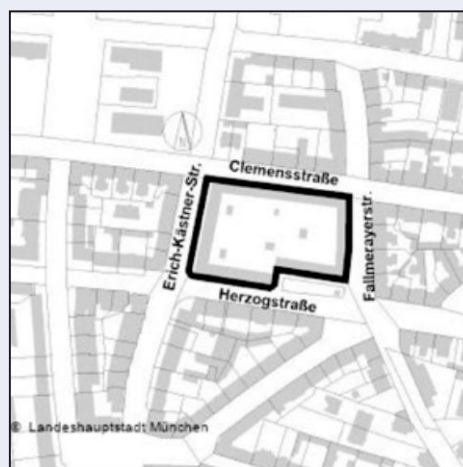 Clemensstraße
Erich-Kästner-Str.
Fallmerayerstr.
Herzogstraße
N
© Landeshauptstadt München